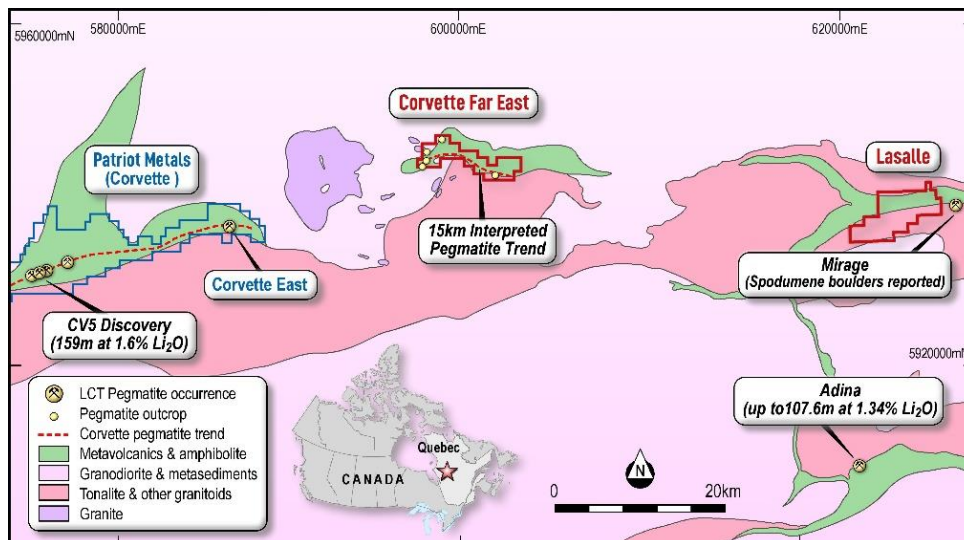 580000mE
600000mE
620000mE
5960000mN
Corvette Far East
Patriot Metals
(Corvette )
Lasalle
15km Interpreted
Pegmatite Trend
Mirage
(Spodumene boulders reported)
Corvette East
CV5 Discovery
(159m at 1.6% Li₂O)
5920000mN
Adina
(up to107.6m at 1.34% Li₂O)
LCT Pegmatite occurrence
Pegmatite outcrop
Corvette pegmatite trend
Metavolcanics & amphibolite
Granodiorite & metasediments
Tonalite & other granitoids
Granite
Quebec
CANADA
N
0 20km